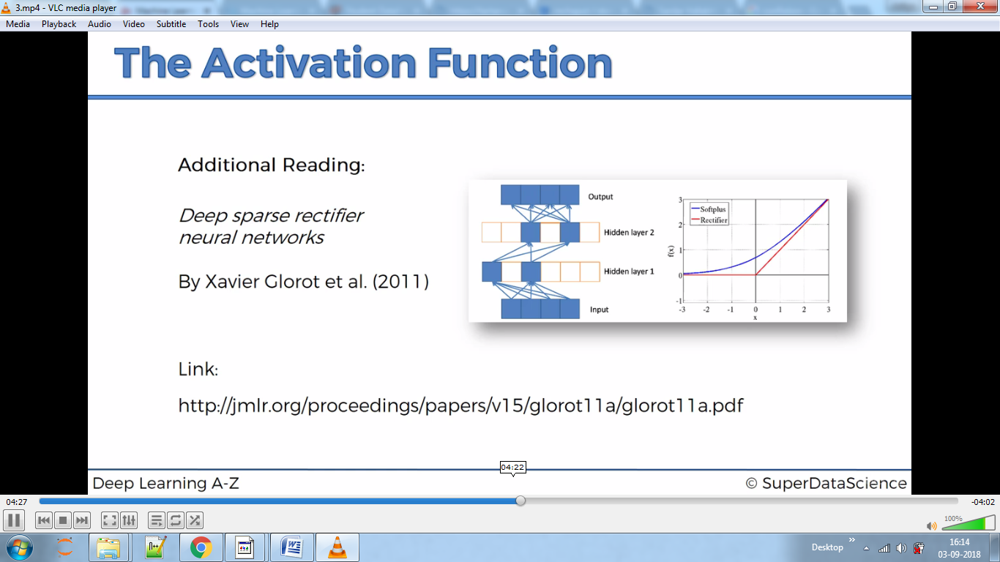 3.mp4 - VLC media player
Media Playback Audio Video Subtitle Tools View Help
The Activation Function
Additional Reading:
Deep sparse rectifier
neural networks
By Xavier Glorot et al. (2011)
Output
Hidden layer 2
Hidden layer 1
Input
Softplus
Rectifier
f(x)
3
2
1
0
-1
-3 -2 -1 0 1 2 3
x
Link:
http://jmlr.org/proceedings/papers/v15/glorot11a/glorot11a.pdf
04:22
Deep Learning A-Z
© SuperDataScience
04:27
-04:02
100%
Desktop
16:14
03-09-2018